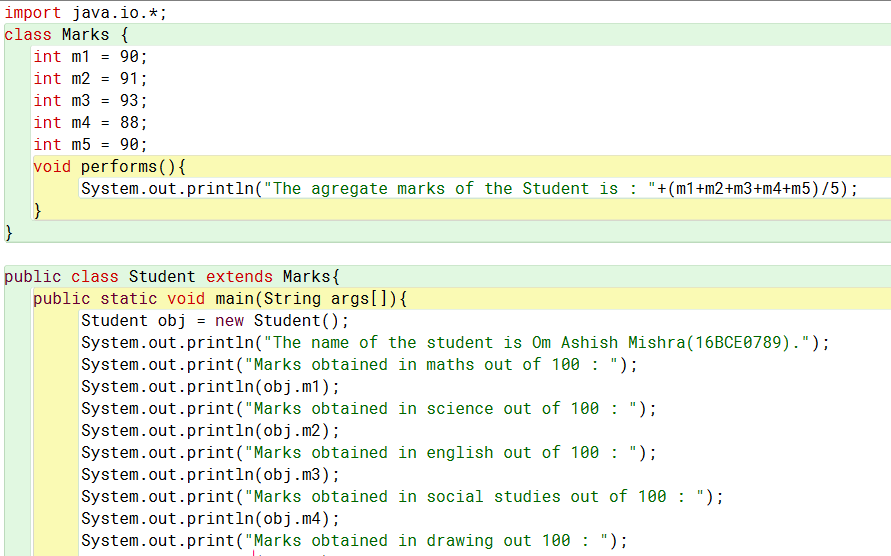 import java.io.*;
class Marks {
int m1 = 90;
int m2 = 91;
int m3 = 93;
int m4 = 88;
int m5 = 90;
void performs(){
System.out.println("The agregate marks of the Student is : "+(m1+m2+m3+m4+m5)/5);
}
}
public class Student extends Marks{
public static void main(String args[]){
Student obj = new Student();
System.out.println("The name of the student is Om Ashish Mishra(16BCE0789).");
System.out.print("Marks obtained in maths out of 100 : ");
System.out.println(obj.m1);
System.out.print("Marks obtained in science out of 100 : ");
System.out.println(obj.m2);
System.out.print("Marks obtained in english out of 100 : ");
System.out.println(obj.m3);
System.out.print("Marks obtained in social studies out of 100 : ");
System.out.println(obj.m4);
System.out.print("Marks obtained in drawing out 100 : ");